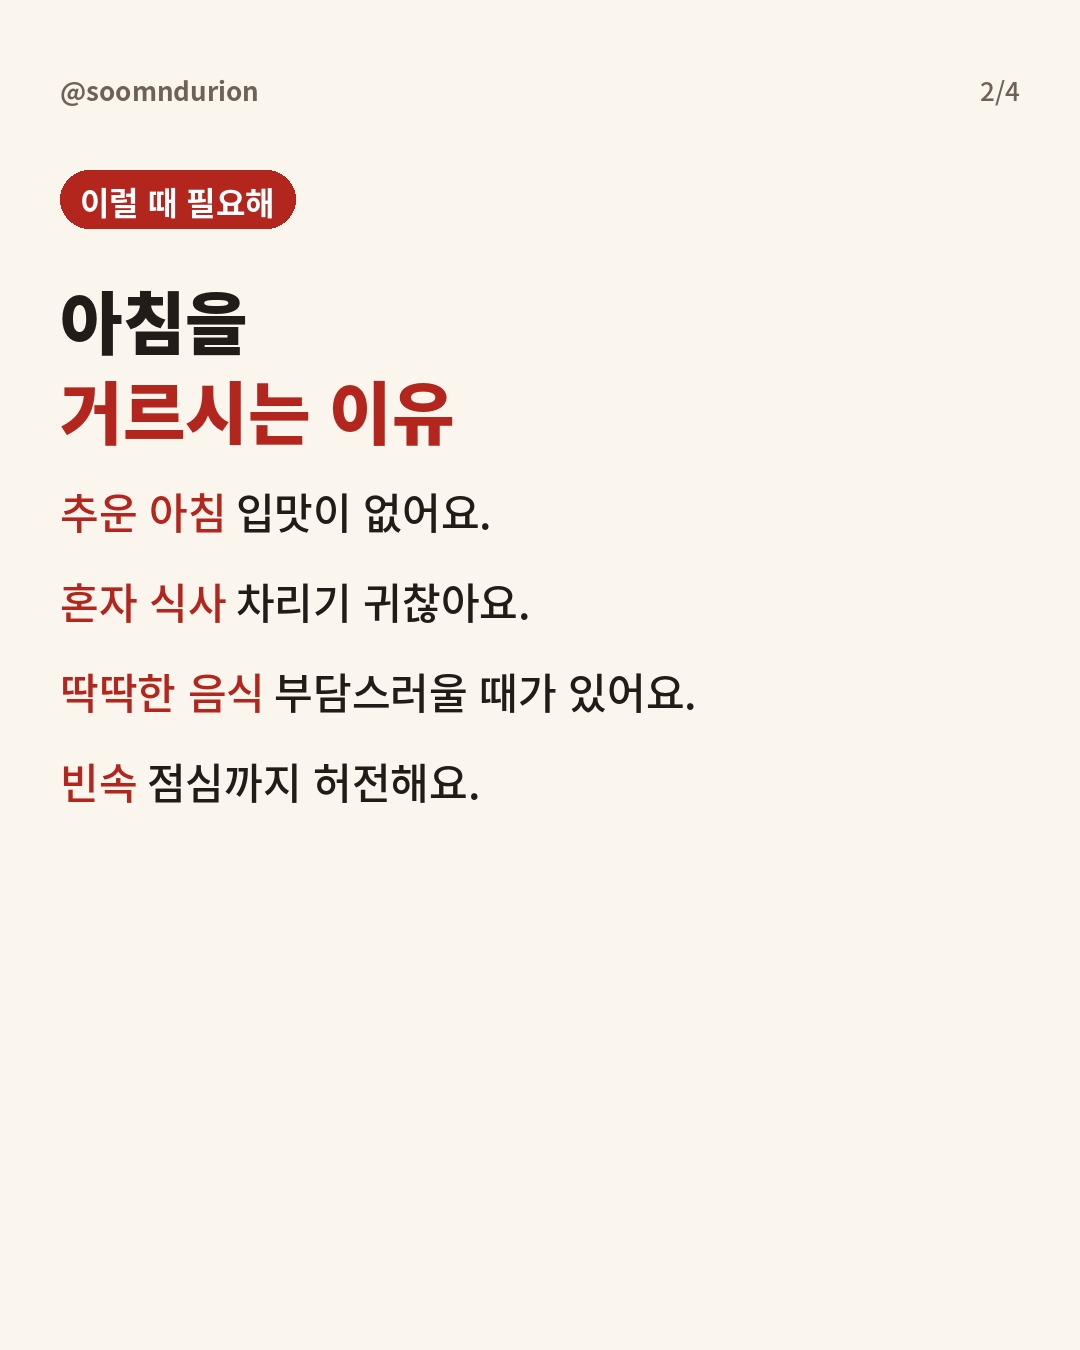 @soomndurion
2/4
이럴 때 필요해
아침을
거르시는 이유
추운 아침 입맛이 없어요.
혼자 식사 차리기 귀찮아요.
딱딱한 음식 부담스러울 때가 있어요.
빈속 점심까지 허전해요.